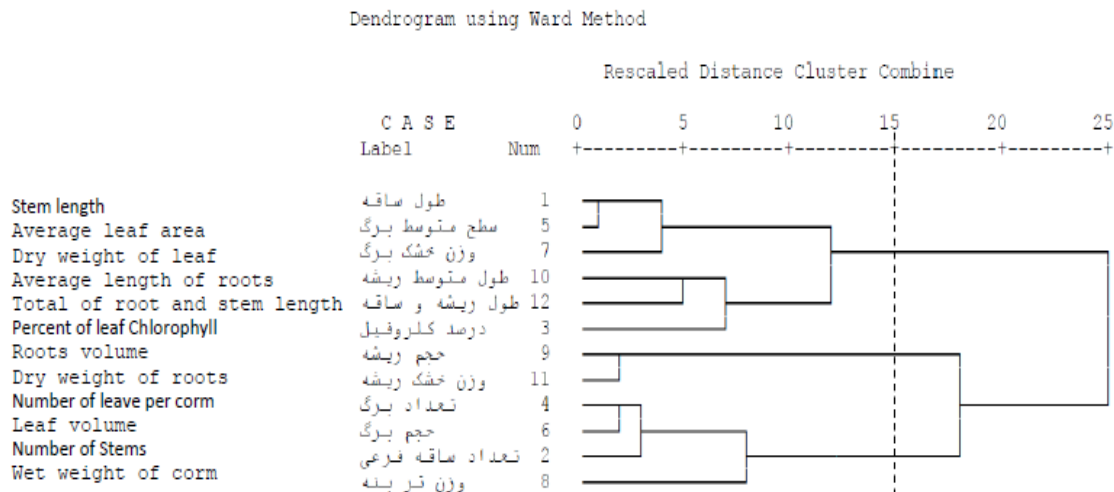 Dendrogram using Ward Method
Rescaled Distance Cluster Combine
C A S E 0 5 10 15 20 25
Label Num +---------+---------+---------+---------+---------+
Stem length طول ساقه 1
Average leaf area سطح متوسط برگ 5
Dry weight of leaf وزن خشک برگ 7
Average length of roots طول متوسط ریشه 10
Total of root and stem length طول ریشه و ساقه 12
Percent of leaf Chlorophyll درصد کلروفیل 3
Roots volume حجم ریشه 9
Dry weight of roots وزن خشک ریشه 11
Number of leave per corm تعداد برگ 4
Leaf volume حجم برگ 6
Number of Stems تعداد ساقه فرعی 2
Wet weight of corm وزن تر بنه 8